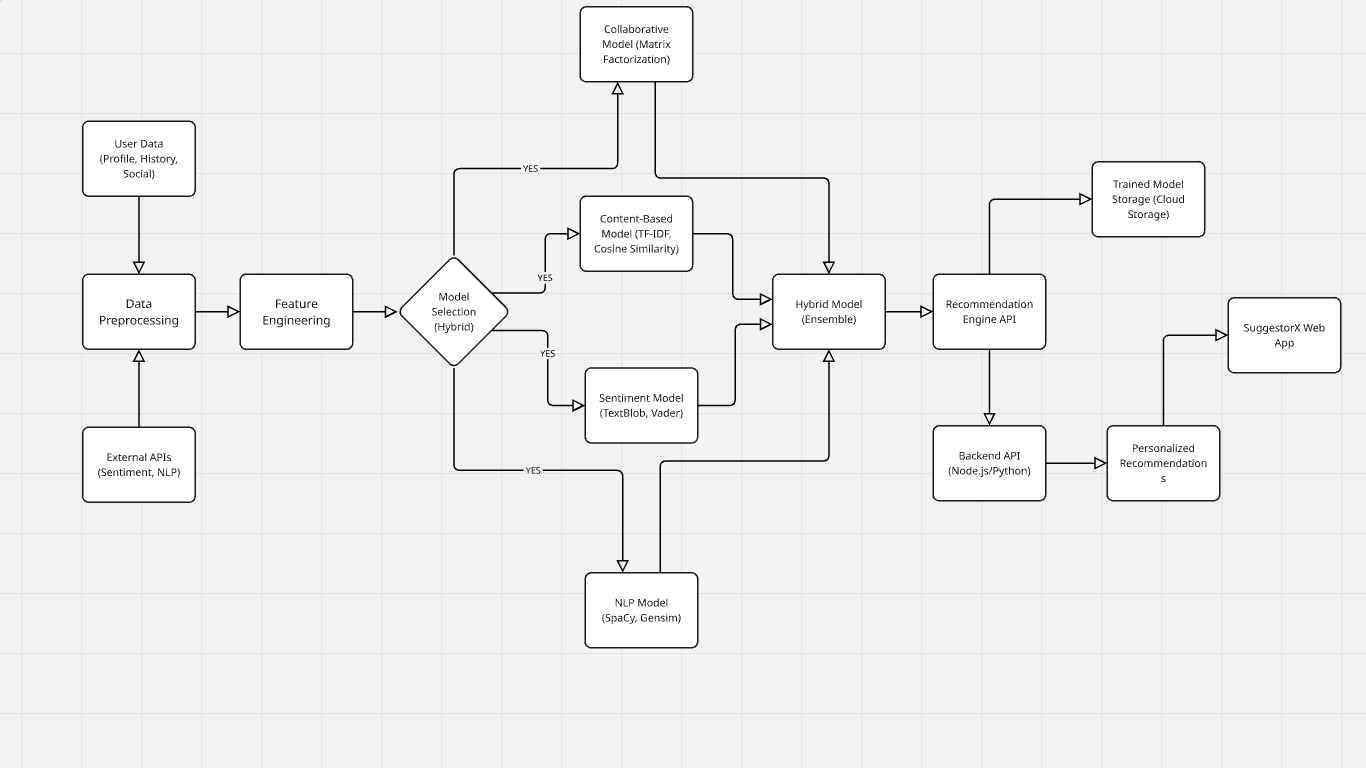 Collaborative
Model (Matrix
Factorization)
User Data
(Profile, History,
Social)
YES
Trained Model
Storage (Cloud
Storage)
Content-Based
Model (TF-IDF,
Cosine Similarity)
YES
Data
Preprocessing
Feature
Engineering
Model
Selection
(Hybrid)
Hybrid Model
(Ensemble)
Recommendation
Engine API
SuggestorX Web
App
YES
Sentiment Model
(TextBlob, Vader)
External APIs
(Sentiment, NLP)
YES
Backend API
(Node.js/Python)
Personalized
Recommendation
s
NLP Model
(SpaCy, Gensim)